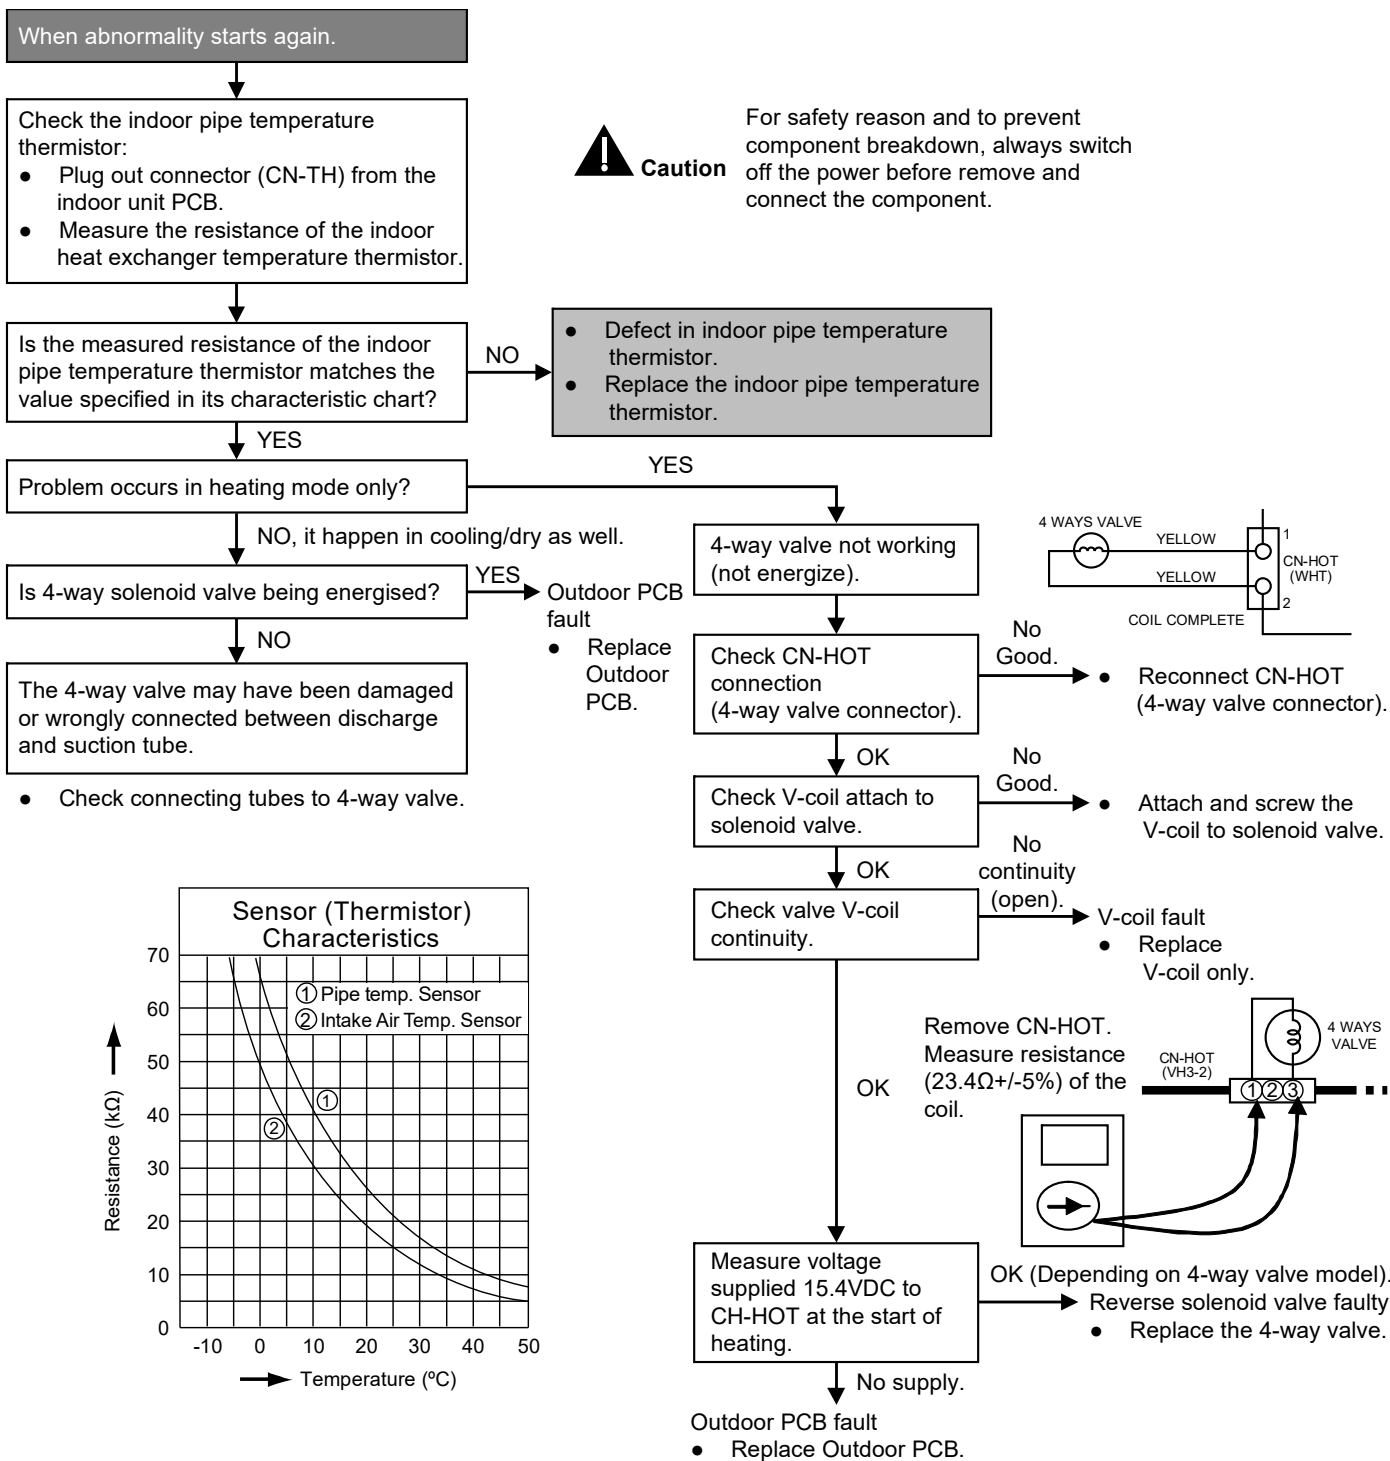 When abnormality starts again.
Check the indoor pipe temperature
thermistor:
● Plug out connector (CN-TH) from the
indoor unit PCB.
● Measure the resistance of the indoor
heat exchanger temperature thermistor.
Caution
For safety reason and to prevent
component breakdown, always switch
off the power before remove and
connect the component.
Is the measured resistance of the indoor
pipe temperature thermistor matches the
value specified in its characteristic chart?
NO
● Defect in indoor pipe temperature
thermistor.
● Replace the indoor pipe temperature
thermistor.
YES
Problem occurs in heating mode only?
YES
NO, it happen in cooling/dry as well.
Is 4-way solenoid valve being energised?
YES
Outdoor PCB
fault
● Replace
Outdoor
PCB.
NO
The 4-way valve may have been damaged
or wrongly connected between discharge
and suction tube.
● Check connecting tubes to 4-way valve.
4-way valve not working
(not energize).
4 WAYS VALVE
YELLOW
YELLOW
1
CN-HOT
(WHT)
2
COIL COMPLETE
Check CN-HOT
connection
(4-way valve connector).
No
Good.
● Reconnect CN-HOT
(4-way valve connector).
OK
Check V-coil attach to
solenoid valve.
No
Good.
● Attach and screw the
V-coil to solenoid valve.
OK
Check valve V-coil
continuity.
No
continuity
(open).
V-coil fault
● Replace
V-coil only.
OK
Remove CN-HOT.
Measure resistance
(23.4Ω+/-5%) of the
coil.
CN-HOT
(VH3-2)
4 WAYS
VALVE
①②③
Measure voltage
supplied 15.4VDC to
CH-HOT at the start of
heating.
OK (Depending on 4-way valve model).
Reverse solenoid valve faulty
● Replace the 4-way valve.
No supply.
Outdoor PCB fault
● Replace Outdoor PCB.
Sensor (Thermistor)
Characteristics
① Pipe temp. Sensor
② Intake Air Temp. Sensor
①
②
Resistance (kΩ)
70
60
50
40
30
20
10
0
-10 0 10 20 30 40 50
Temperature (ºC)